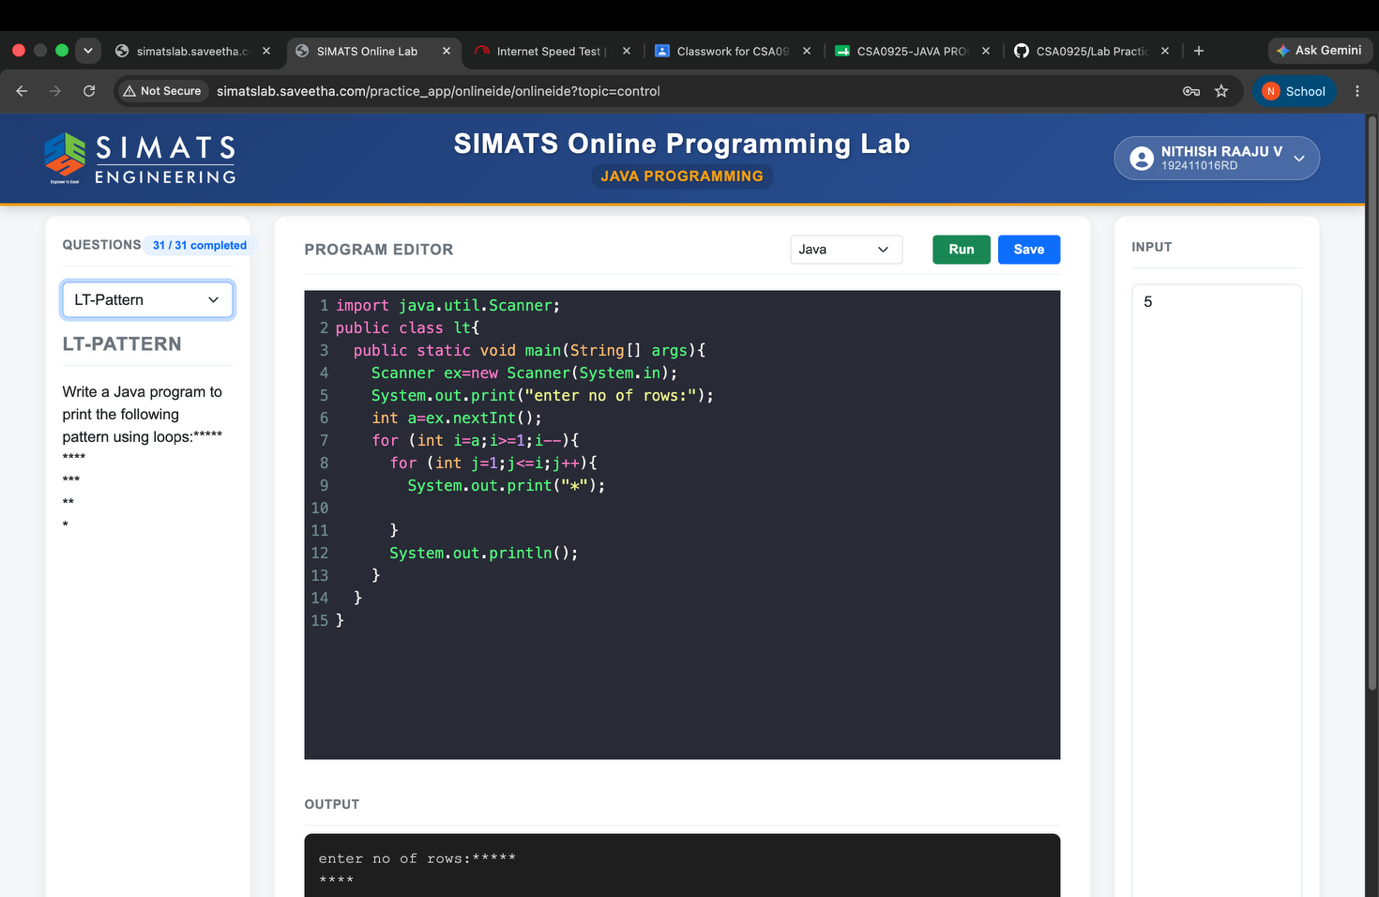 simatslab.saveetha.c
SIMATS Online Lab
Internet Speed Test |
Classwork for CSA09
CSA0925-JAVA PRO
CSA0925/Lab Practic
Ask Gemini
Not Secure
simatslab.saveetha.com/practice_app/onlineide/onlineide?topic=control
N School
SIMATS
ENGINEERING
Engineer to Excel
SIMATS Online Programming Lab
JAVA PROGRAMMING
NITHISH RAAJU V
192411016RD
QUESTIONS 31 / 31 completed
LT-Pattern
LT-PATTERN
Write a Java program to
print the following
pattern using loops:*****
****
***
**
*
PROGRAM EDITOR
Java
Run
Save
1 import java.util.Scanner;
2 public class lt{
3   public static void main(String[] args){
4     Scanner ex=new Scanner(System.in);
5     System.out.print("enter no of rows:");
6     int a=ex.nextInt();
7     for (int i=a;i>=1;i--){
8       for (int j=1;j<=i;j++){
9         System.out.print("*");
10
11       }
12       System.out.println();
13     }
14   }
15 }
OUTPUT
enter no of rows:*****
****
INPUT
5